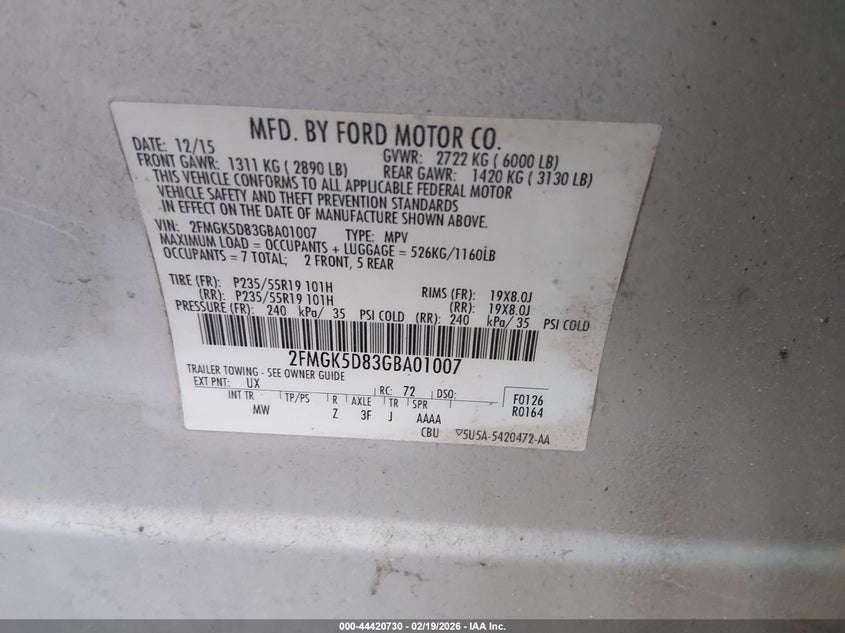 MFD. BY FORD MOTOR CO.
DATE: 12/15 GVWR: 2722 KG ( 6000 LB)
FRONT GAWR: 1311 KG ( 2890 LB) REAR GAWR: 1420 KG ( 3130 LB)
THIS VEHICLE CONFORMS TO ALL APPLICABLE FEDERAL MOTOR
VEHICLE SAFETY AND THEFT PREVENTION STANDARDS
IN EFFECT ON THE DATE OF MANUFACTURE SHOWN ABOVE.
VIN: 2FMGK5D83GBA01007 TYPE: MPV
MAXIMUM LOAD = OCCUPANTS + LUGGAGE = 526KG/1160LB
OCCUPANTS = 7 TOTAL; 2 FRONT, 5 REAR
TIRE (FR): P235/55R19 101H RIMS (FR): 19X8.0J
(RR): P235/55R19 101H (RR): 19X8.0J
PRESSURE (FR): 240 kPa/ 35 PSI COLD (RR): 240 kPa/ 35 PSI COLD
2FMGK5D83GBA01007
TRAILER TOWING - SEE OWNER GUIDE
EXT PNT: UX RC: 72 DSO: F0126
INT TR TP/PS R AXLE TR SPR R0164
MW Z 3F J AAAA
CBU 5U5A-5420472-AA
000-44420730 - 02/19/2026 - IAA Inc.